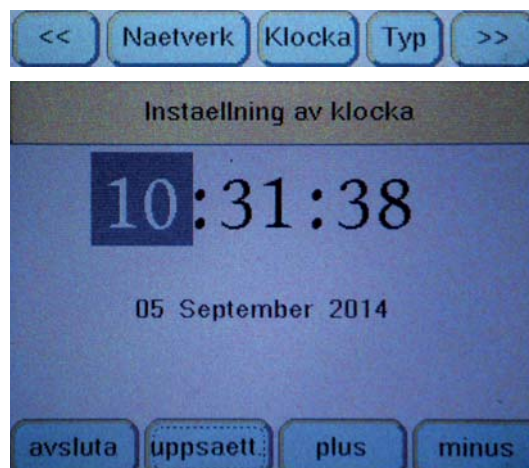 << Naetverk Klocka Typ >>
Instaellning av klocka
10:31:38
05 September 2014
avsluta uppsaett. plus minus